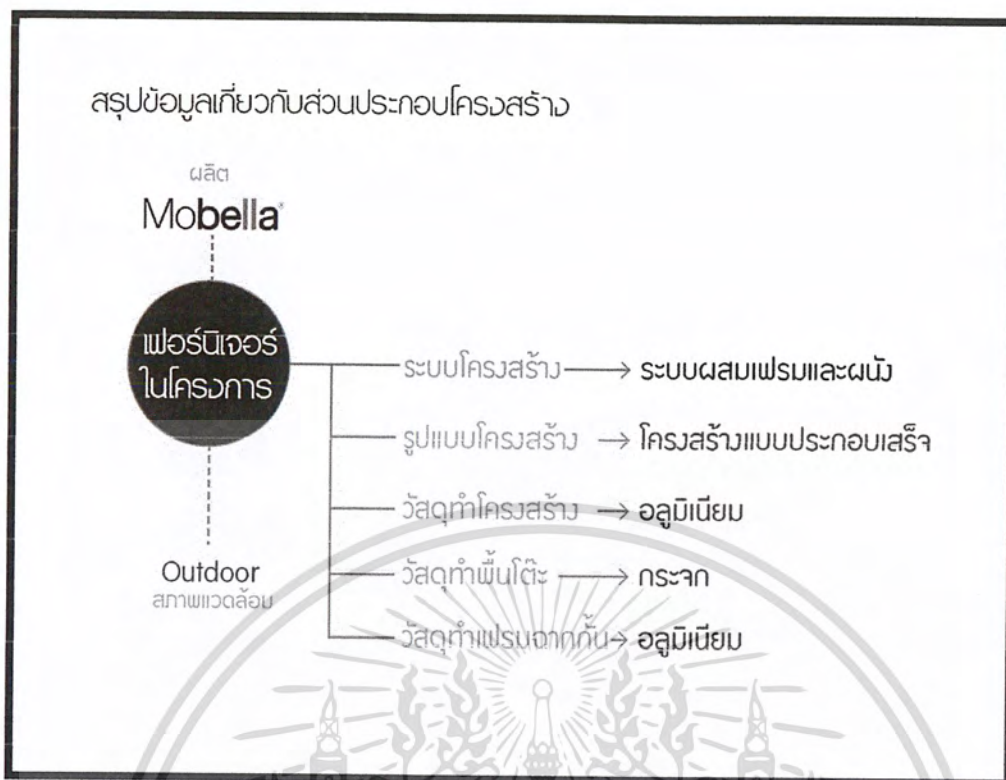 สรุปข้อมูลเกี่ยวกับส่วนประกอบโครงสร้าง
ผลิต
Mobella®
เฟอร์นิเจอร์
ในโครงการ
ระบบโครงสร้าง → ระบบผสมเฟรมและผนัง
รูปแบบโครงสร้าง → โครงสร้างแบบประกอบเสร็จ
วัสดุทำโครงสร้าง → อลูมิเนียม
วัสดุทำพื้นโต๊ะ → กระจก
วัสดุทำเฟรมฉากกั้น → อลูมิเนียม
Outdoor
สภาพแวดล้อม